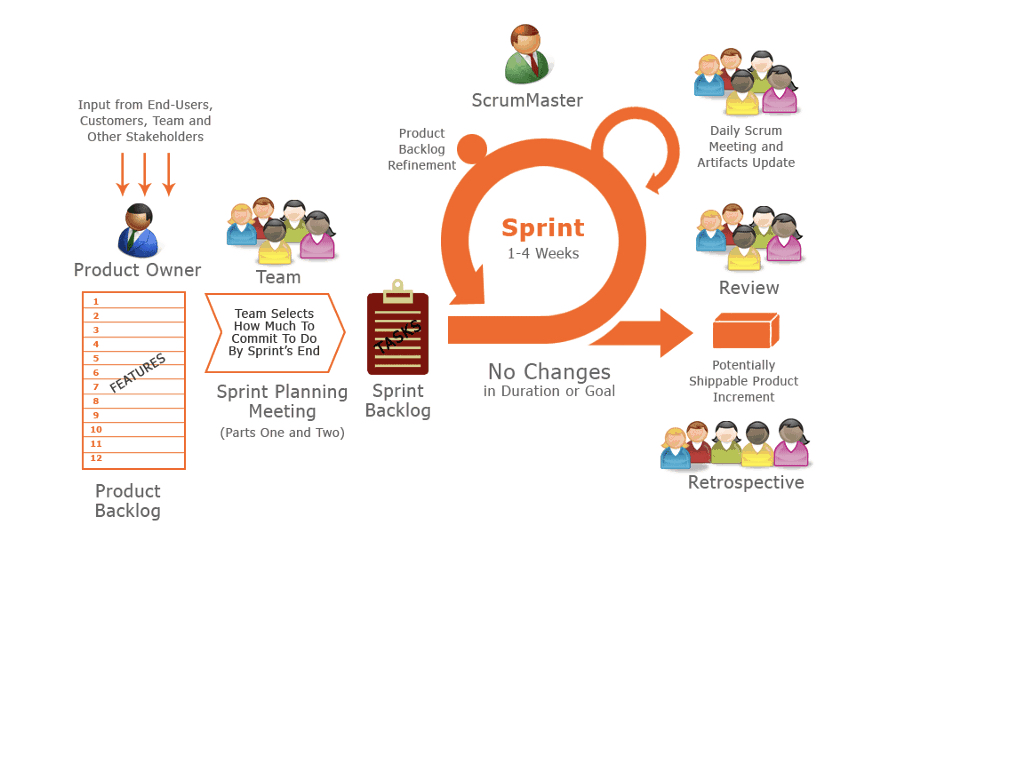 Input from End-Users,
Customers, Team and
Other Stakeholders
Product Owner
1
2
3
4
5
6
7
8
9
10
11
12
FEATURES
Product
Backlog
Team
Team Selects
How Much To
Commit To Do
By Sprint's End
Sprint Planning
Meeting
(Parts One and Two)
TASKS
Sprint
Backlog
ScrumMaster
Product
Backlog
Refinement
Sprint
1-4 Weeks
No Changes
in Duration or Goal
Daily Scrum
Meeting and
Artifacts Update
Review
Potentially
Shippable Product
Increment
Retrospective